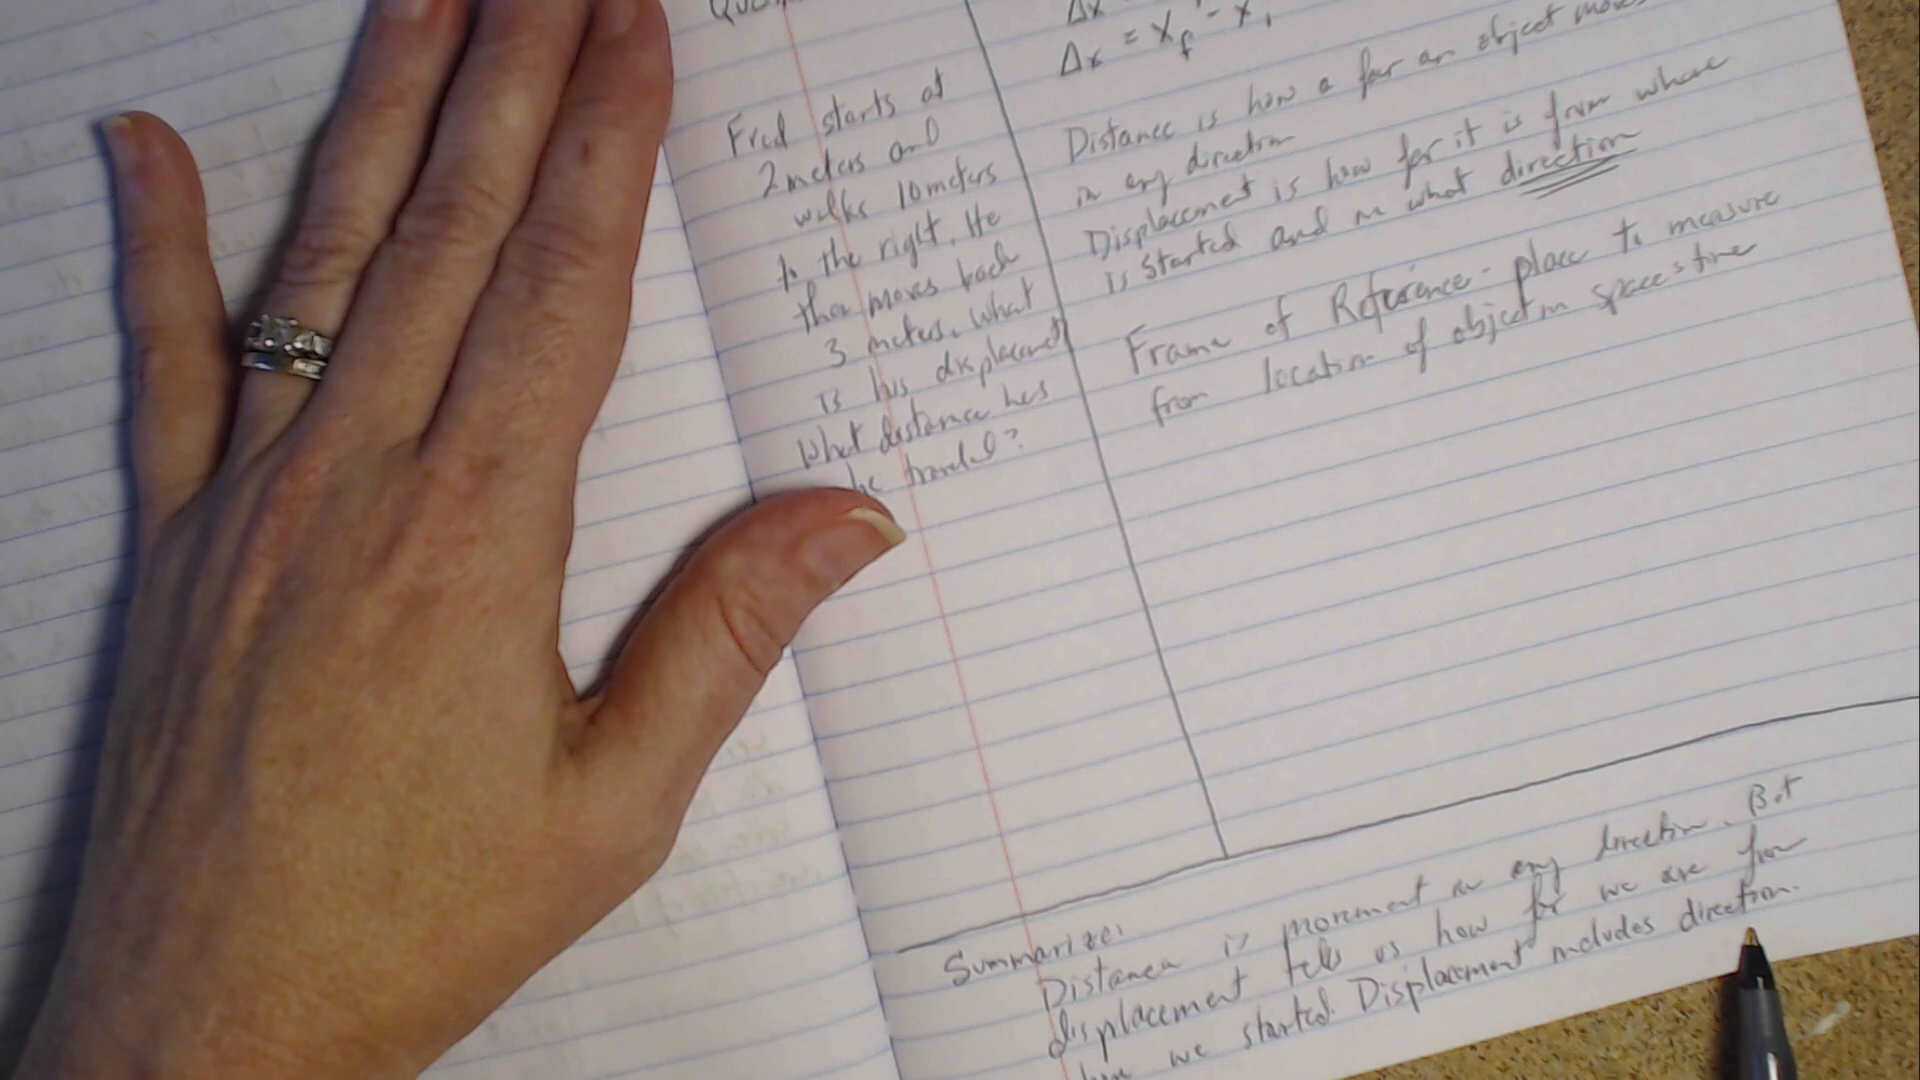 Δx
Δx = xf - xi
Fred starts at
2 meters and
walks 10 meters
to the right. He
then moves back
3 meters. What
is his displacement
What distance has
he traveled?
Distance is how a far an object moves
in any direction
Displacement is how far it is from where
is started and in what direction
Frame of Reference - place to measure
from location of object in space & time
Summarize:
Distance is movement in any direction. But
displacement tells us how far we are from
we started. Displacement includes direction.